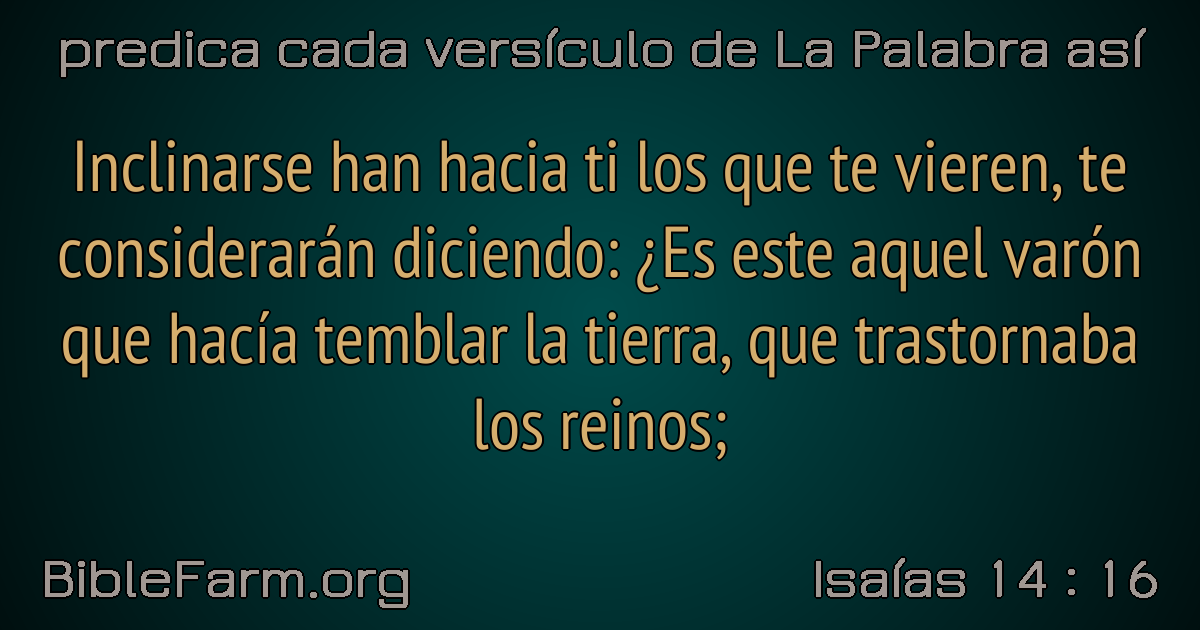 predica cada versículo de La Palabra así
Inclinarse han hacia ti los que te vieren, te
considerarán diciendo: ¿Es este aquel varón
que hacía temblar la tierra, que trastornaba
los reinos;
BibleFarm.org
Isaías 14 : 16